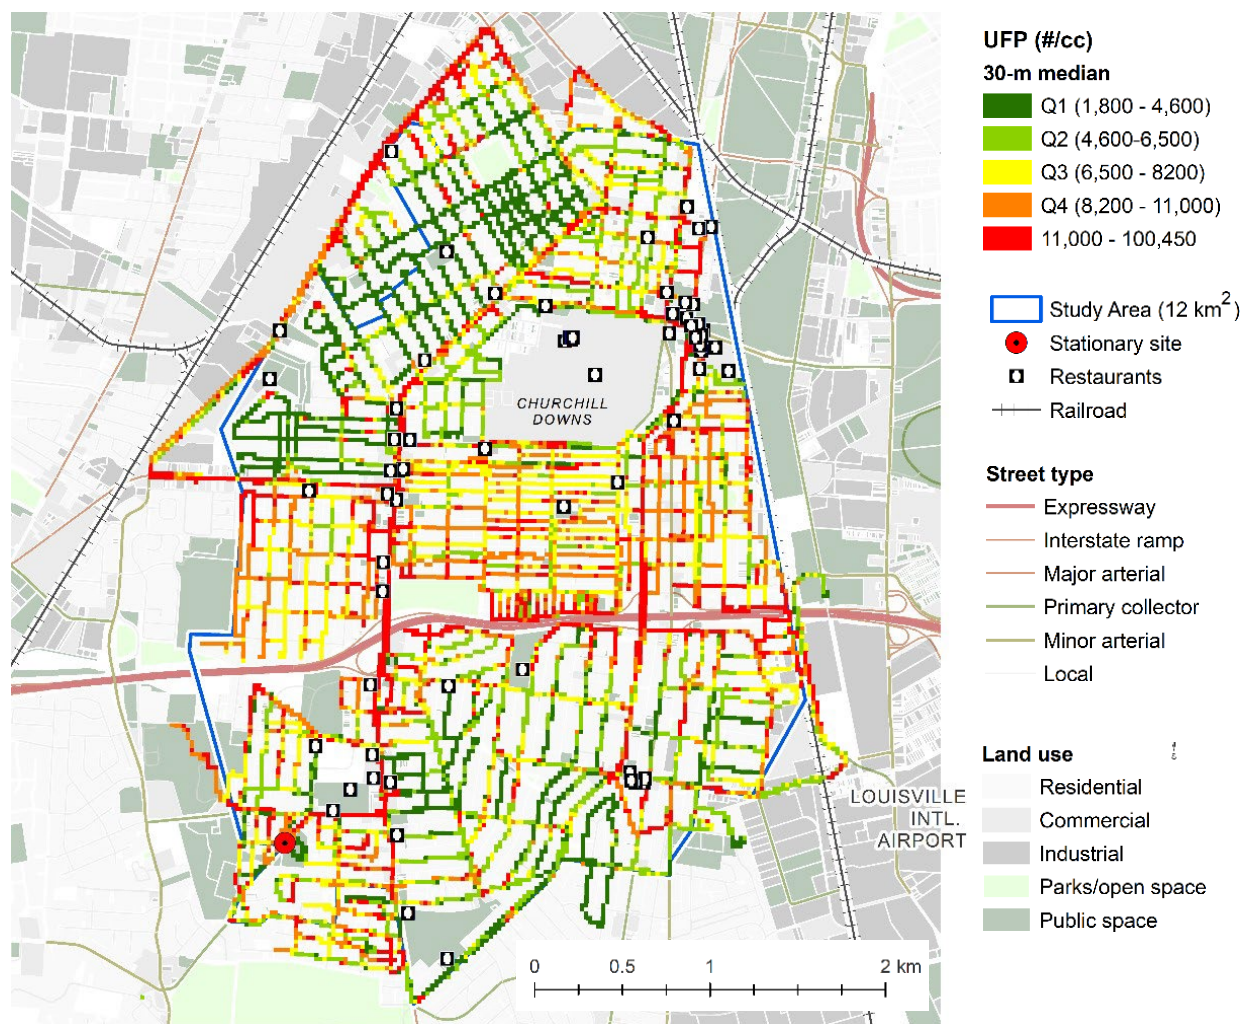 UFP (#/cc)
30-m median
Q1 (1,800 - 4,600)
Q2 (4,600-6,500)
Q3 (6,500 - 8200)
Q4 (8,200 - 11,000)
11,000 - 100,450
Study Area (12 km²)
Stationary site
Restaurants
Railroad
Street type
Expressway
Interstate ramp
Major arterial
Primary collector
Minor arterial
Local
Land use
Residential
Commercial
Industrial
Parks/open space
Public space
CHURCHILL
DOWNS
LOUISVILLE
INTL.
AIRPORT
0 0.5 1 2 km